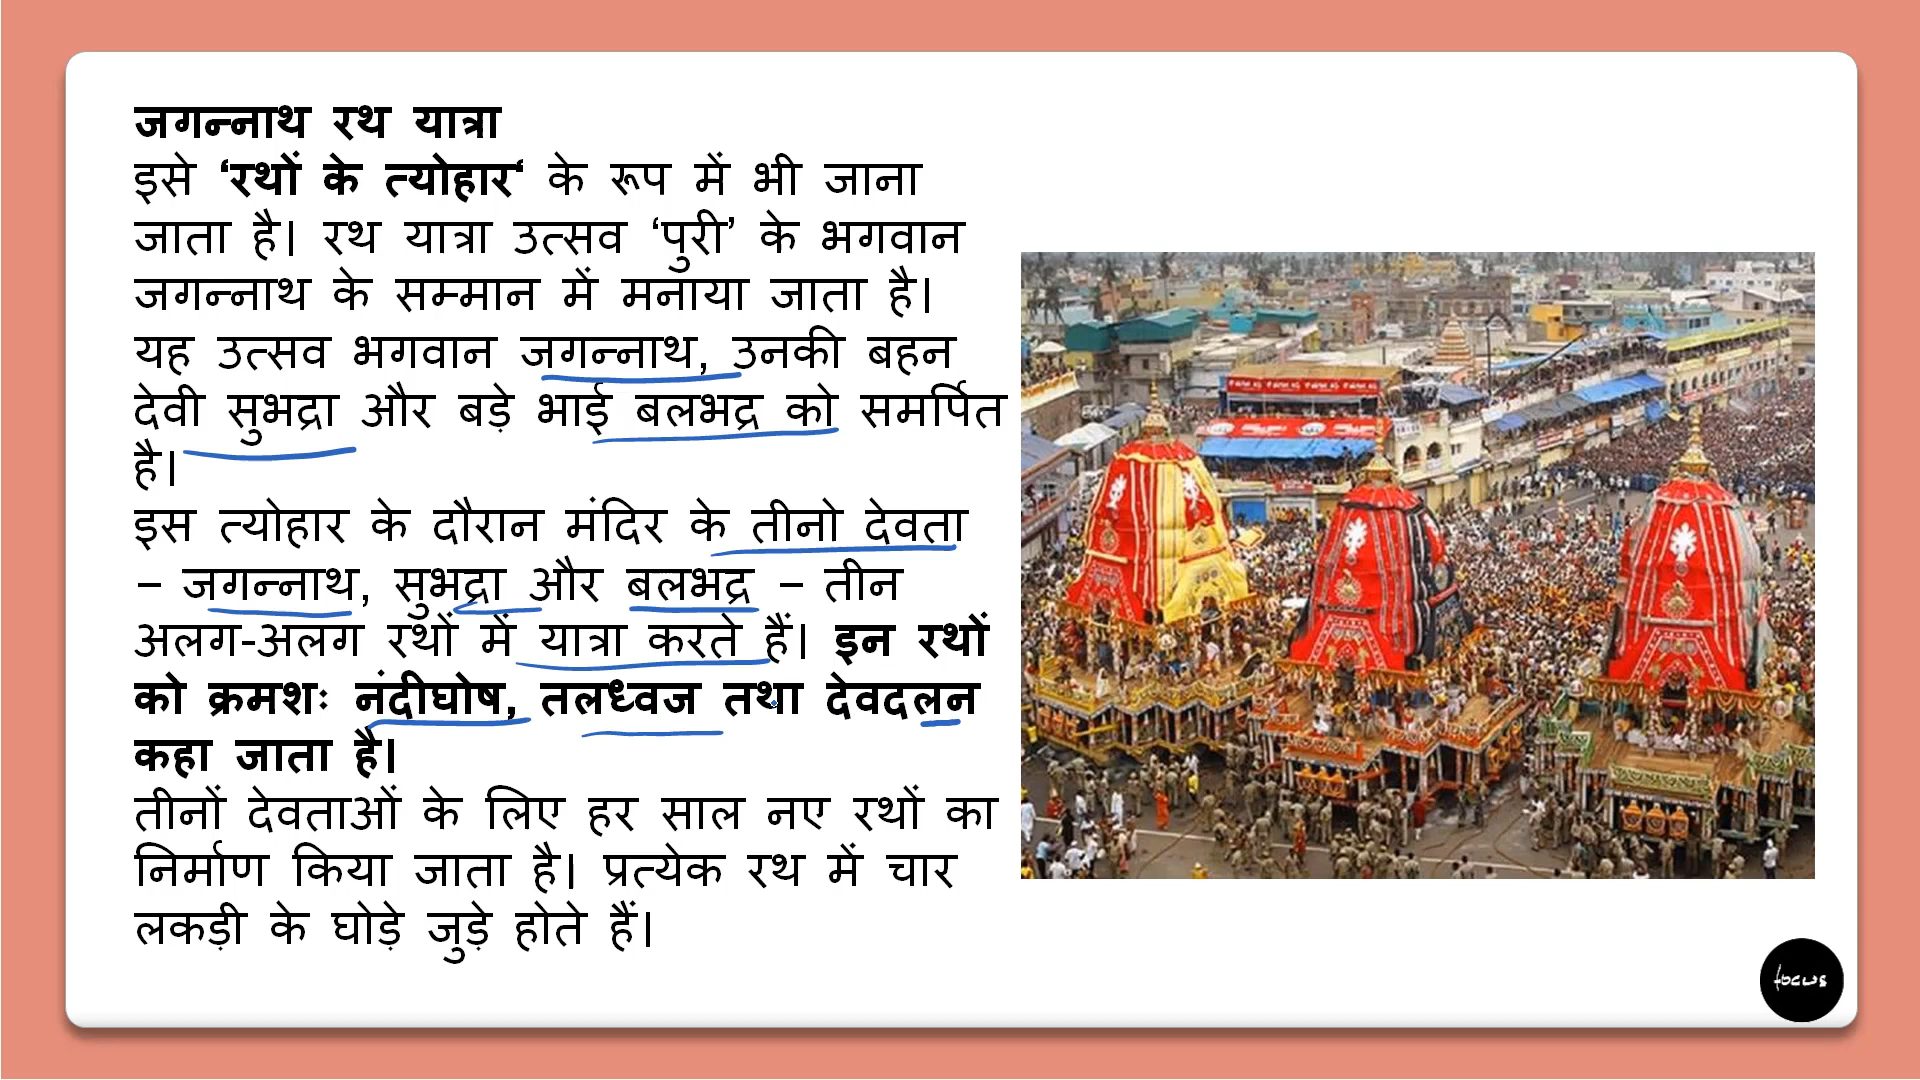 जगन्नाथ रथ यात्रा
इसे ‘रथों के त्योहार‘ के रूप में भी जाना
जाता है। रथ यात्रा उत्सव ‘पुरी’ के भगवान
जगन्नाथ के सम्मान में मनाया जाता है।
यह उत्सव भगवान जगन्नाथ, उनकी बहन
देवी सुभद्रा और बड़े भाई बलभद्र को समर्पित
है।
इस त्योहार के दौरान मंदिर के तीनो देवता
– जगन्नाथ, सुभद्रा और बलभद्र – तीन
अलग-अलग रथों में यात्रा करते हैं। इन रथों
को क्रमशः नंदीघोष, तलध्वज तथा देवदलन
कहा जाता है।
तीनों देवताओं के लिए हर साल नए रथों का
निर्माण किया जाता है। प्रत्येक रथ में चार
लकड़ी के घोड़े जुड़े होते हैं।
focus